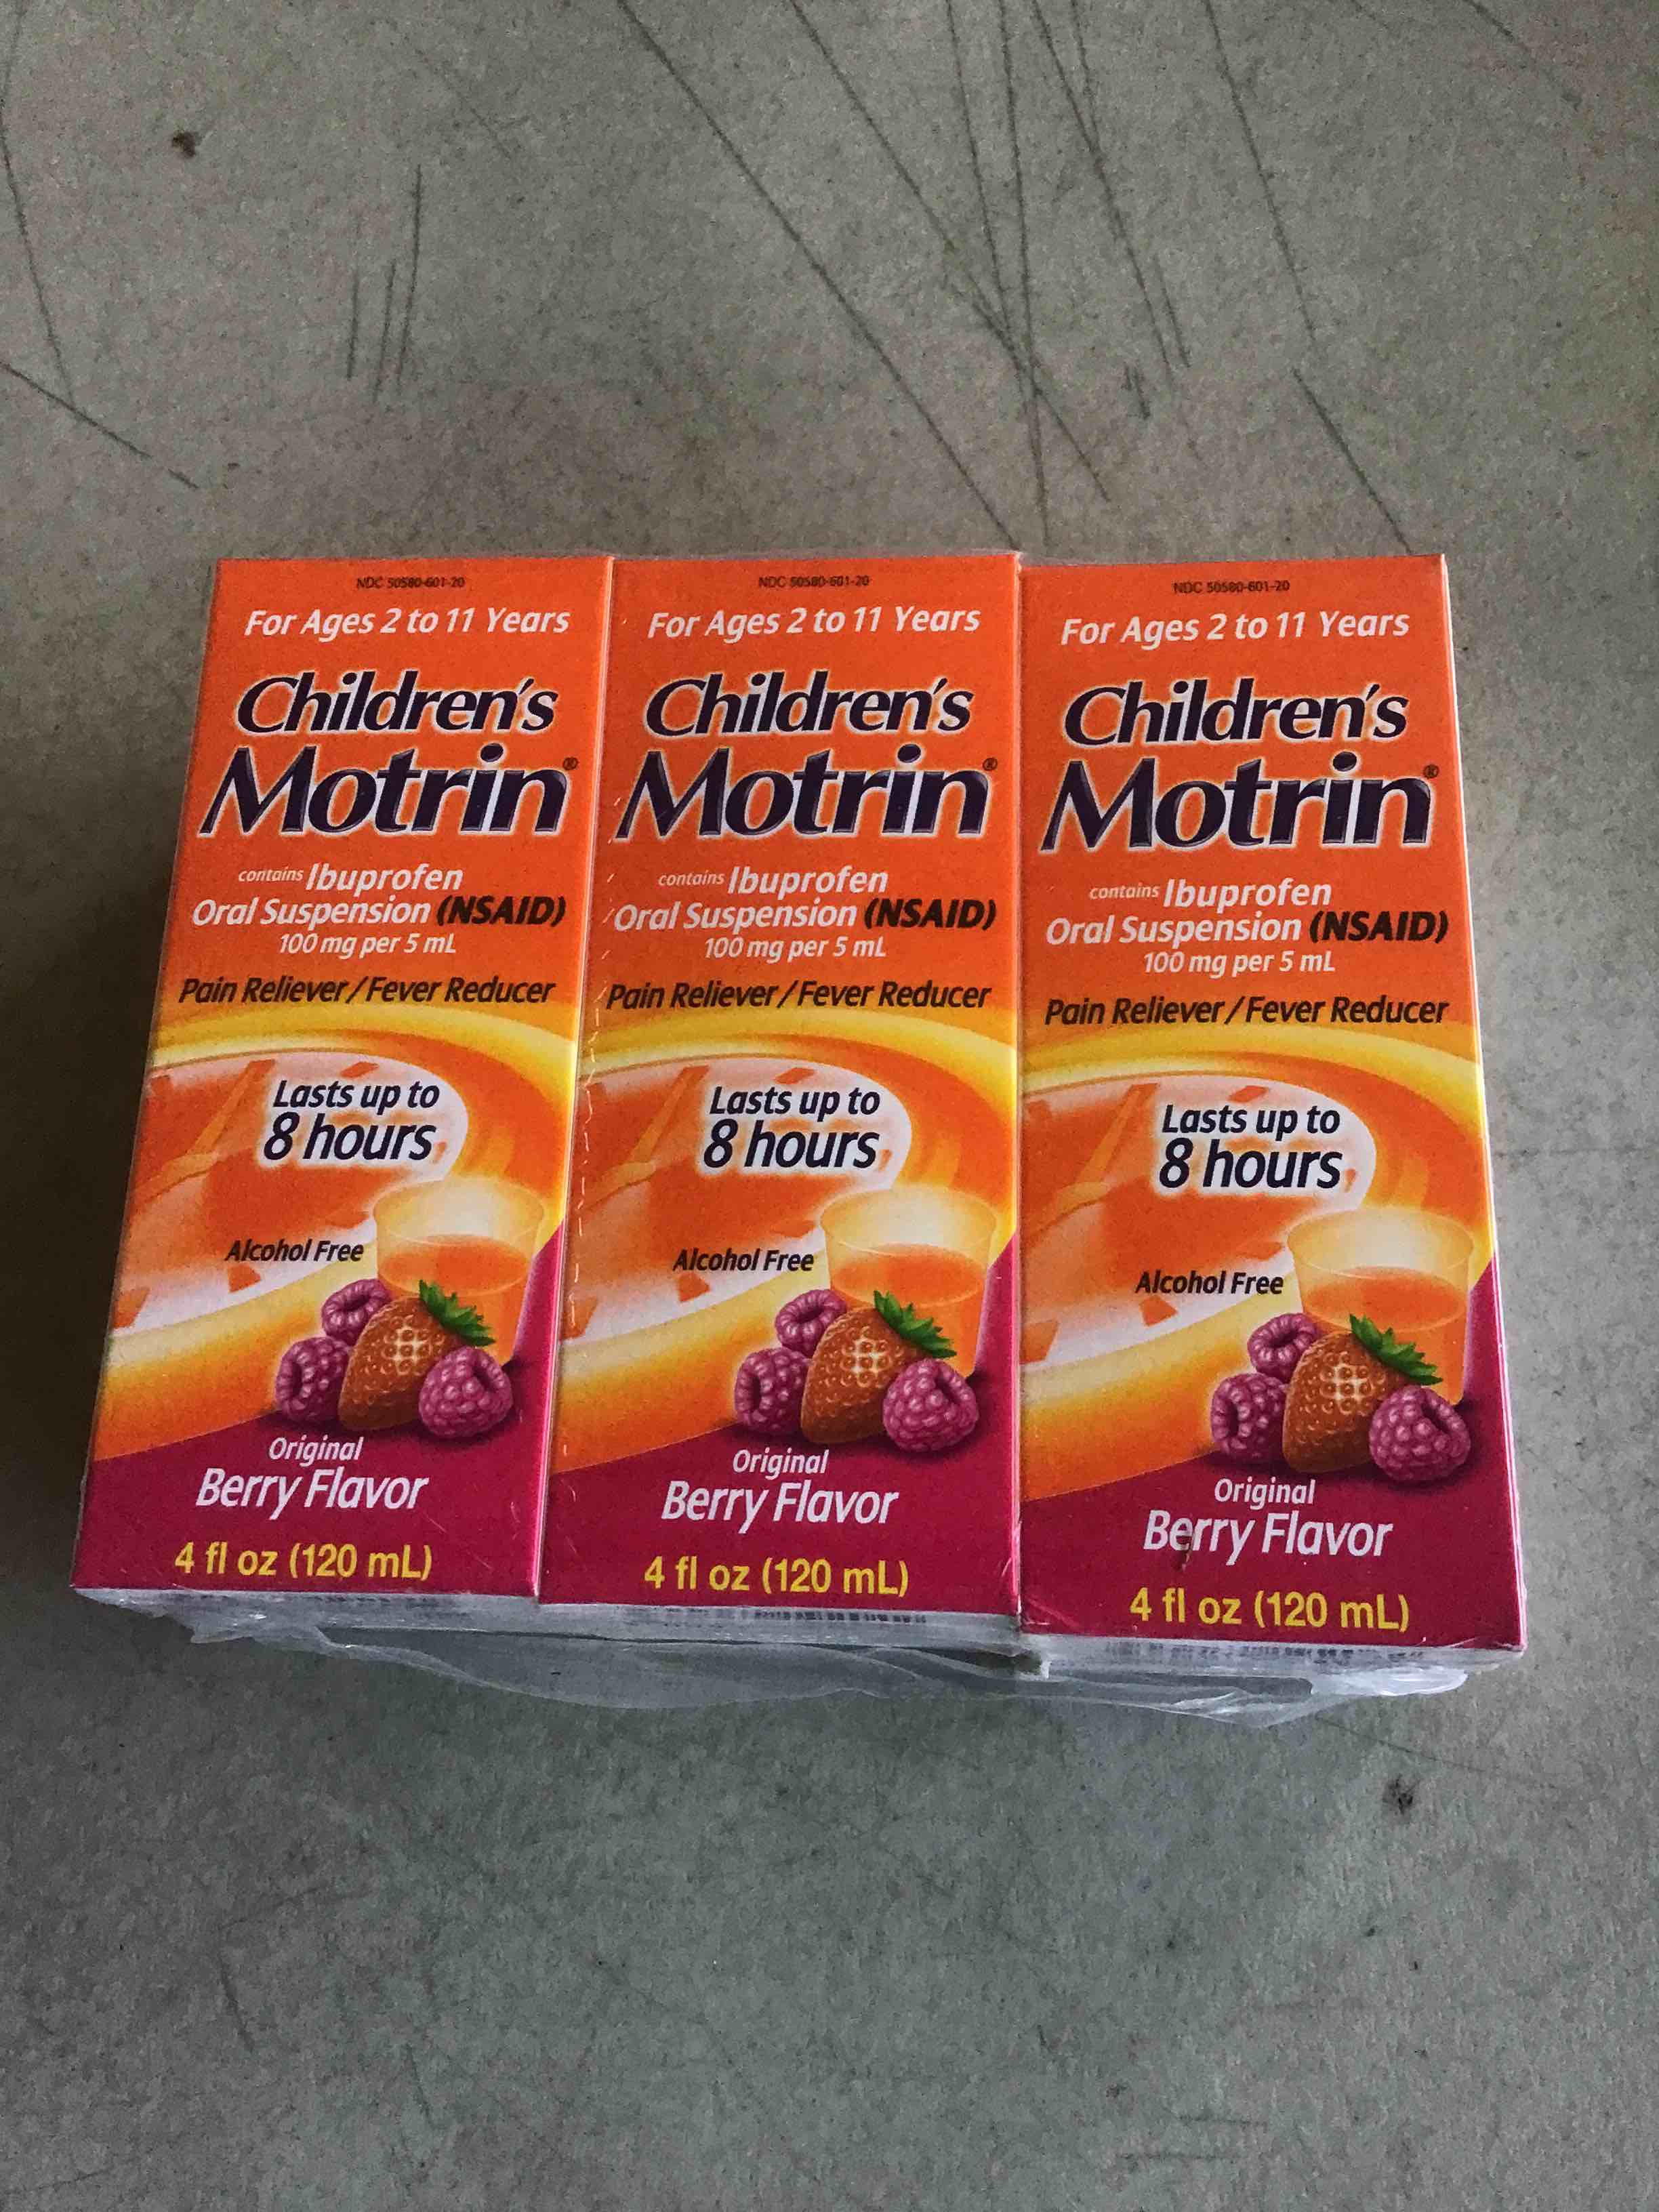 NDC 50580-601-20
For Ages 2 to 11 Years
Children's
Motrin®
contains Ibuprofen
Oral Suspension (NSAID)
100 mg per 5 mL
Pain Reliever/Fever Reducer
Lasts up to
8 hours
Alcohol Free
Original
Berry Flavor
4 fl oz (120 mL)
NDC 50580-601-20
For Ages 2 to 11 Years
Children's
Motrin®
contains Ibuprofen
Oral Suspension (NSAID)
100 mg per 5 mL
Pain Reliever/Fever Reducer
Lasts up to
8 hours
Alcohol Free
Original
Berry Flavor
4 fl oz (120 mL)
NDC 50580-601-20
For Ages 2 to 11 Years
Children's
Motrin®
contains Ibuprofen
Oral Suspension (NSAID)
100 mg per 5 mL
Pain Reliever/Fever Reducer
Lasts up to
8 hours
Alcohol Free
Original
Berry Flavor
4 fl oz (120 mL)